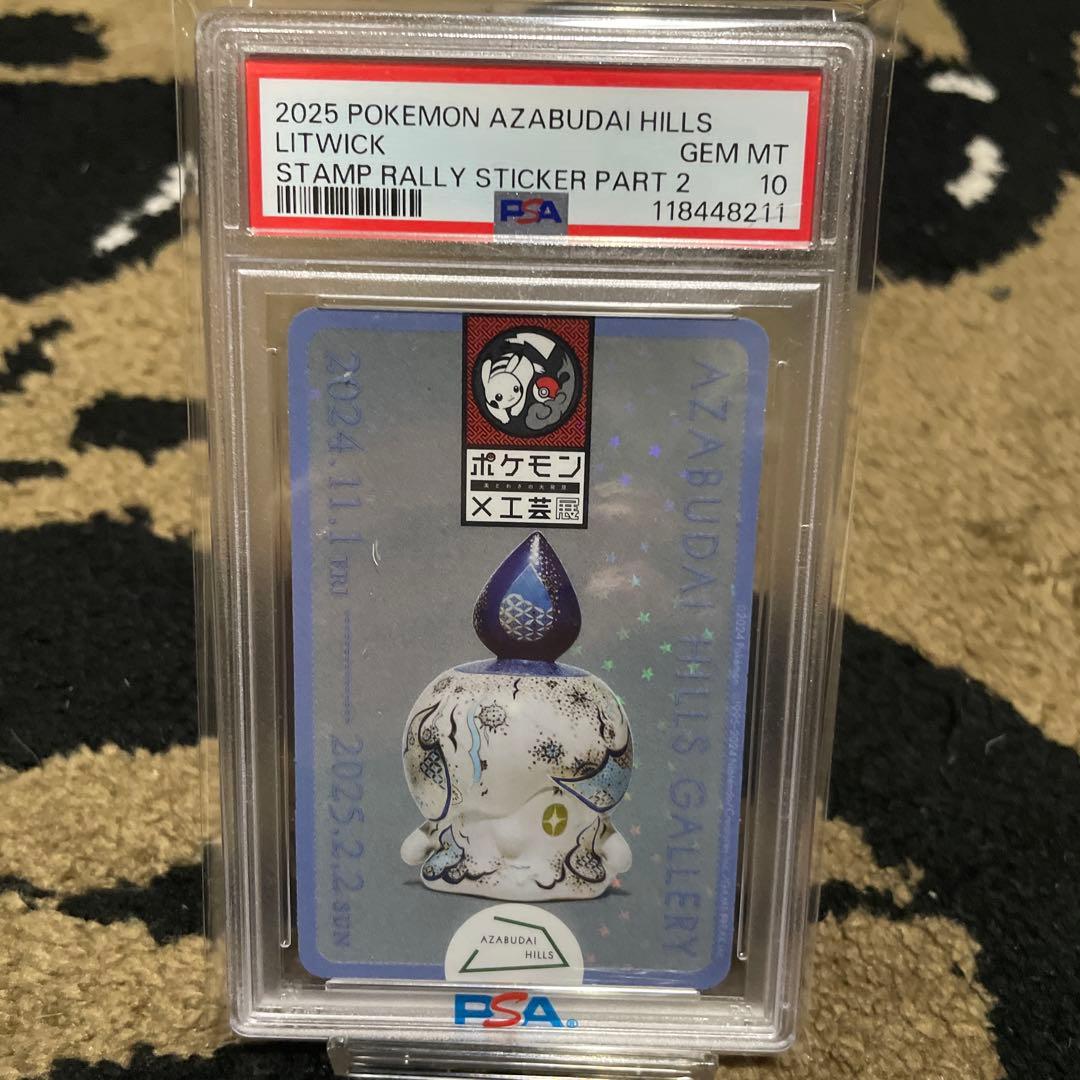 2025 POKEMON AZABUDAI HILLS
LITWICK GEM MT
STAMP RALLY STICKER PART 2 10
PSA 118448211
ポケモン
×工芸展
2024.11.1 FRI
2025.2.2 SUN
AZABUDAI HILLS GALLERY
AZABUDAI
HILLS
PSA